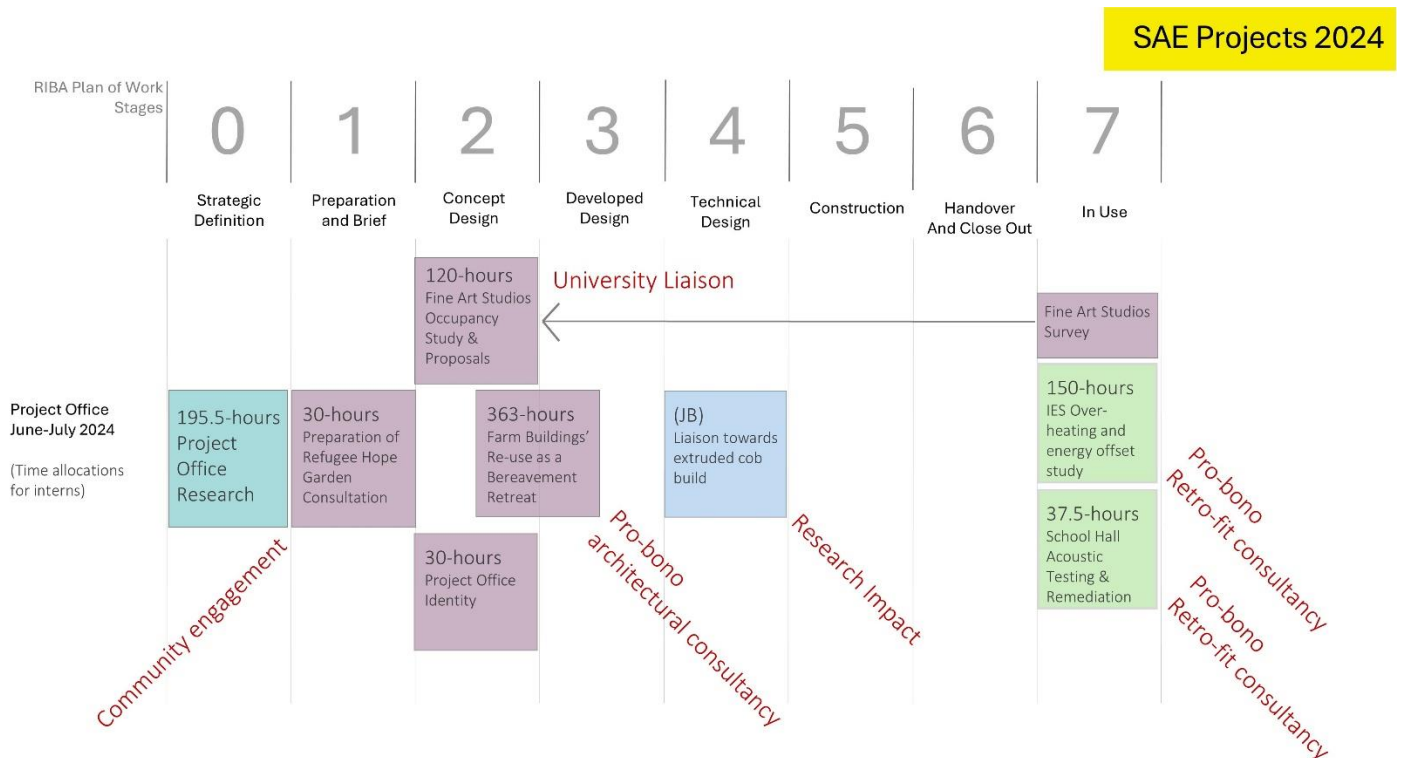 SAE Projects 2024
RIBA Plan of Work
Stages
0
1
2
3
4
5
6
7
Strategic
Definition
Preparation
and Brief
Concept
Design
Developed
Design
Technical
Design
Construction
Handover
And Close Out
In Use
120-hours
Fine Art Studios
Occupancy
Study &
Proposals
University Liaison
Fine Art Studios
Survey
Project Office
June-July 2024
(Time allocations
for interns)
195.5-hours
Project
Office
Research
30-hours
Preparation of
Refugee Hope
Garden
Consultation
363-hours
Farm Buildings’
Re-use as a
Bereavement
Retreat
(JB)
Liaison towards
extruded cob
build
150-hours
IES Over-
heating and
energy offset
study
37.5-hours
School Hall
Acoustic
Testing &
Remediation
30-hours
Project Office
Identity
Community engagement
Pro-bono
architectural consultancy
Research Impact
Pro-bono
Retro-fit consultancy
Pro-bono
Retro-fit consultancy